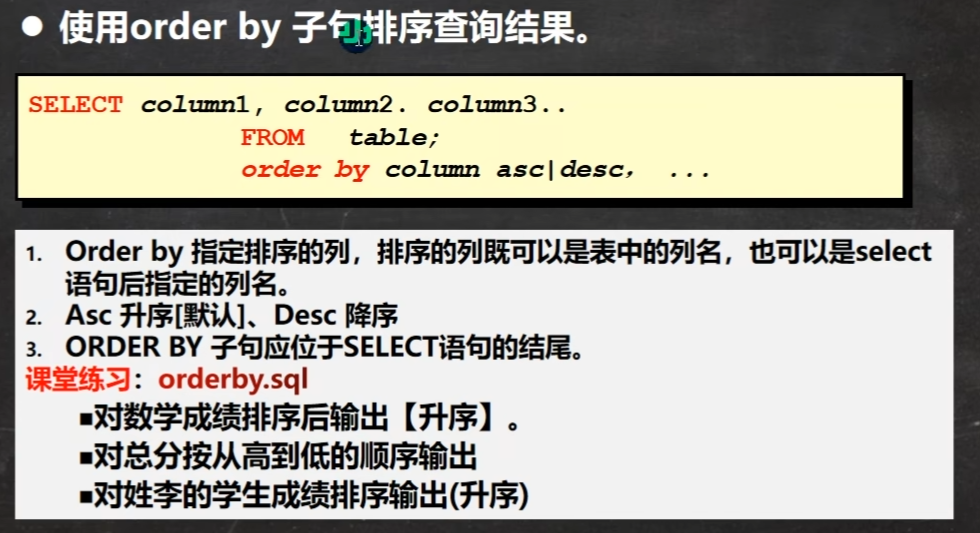 ● 使用order by 子句排序查询结果。
SELECT column1, column2. column3..
FROM table;
order by column asc|desc, ...
1. Order by 指定排序的列，排序的列既可以是表中的列名，也可以是select
语句后指定的列名。
2. Asc 升序[默认]、Desc 降序
3. ORDER BY 子句应位于SELECT语句的结尾。
课堂练习：orderby.sql
■对数学成绩排序后输出【升序】。
■对总分按从高到低的顺序输出
■对姓李的学生成绩排序输出(升序)